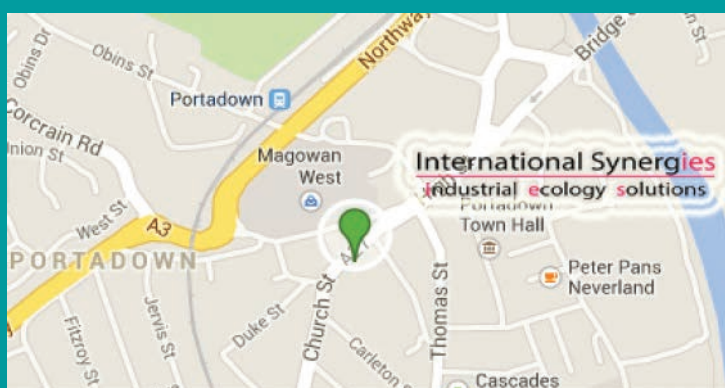 Obins Dr
Obins St
Northway
Bridge
Portadown
Corcrain Rd
Union St
International Synergies
industrial ecology solutions
Magowan
West
West St
A3
Portadown
Town Hall
PORTADOWN
Peter Pans
Neverland
Thomas St
Church St
Duke St
Jervis St
Fitzroy St
Carleton St
Cascades